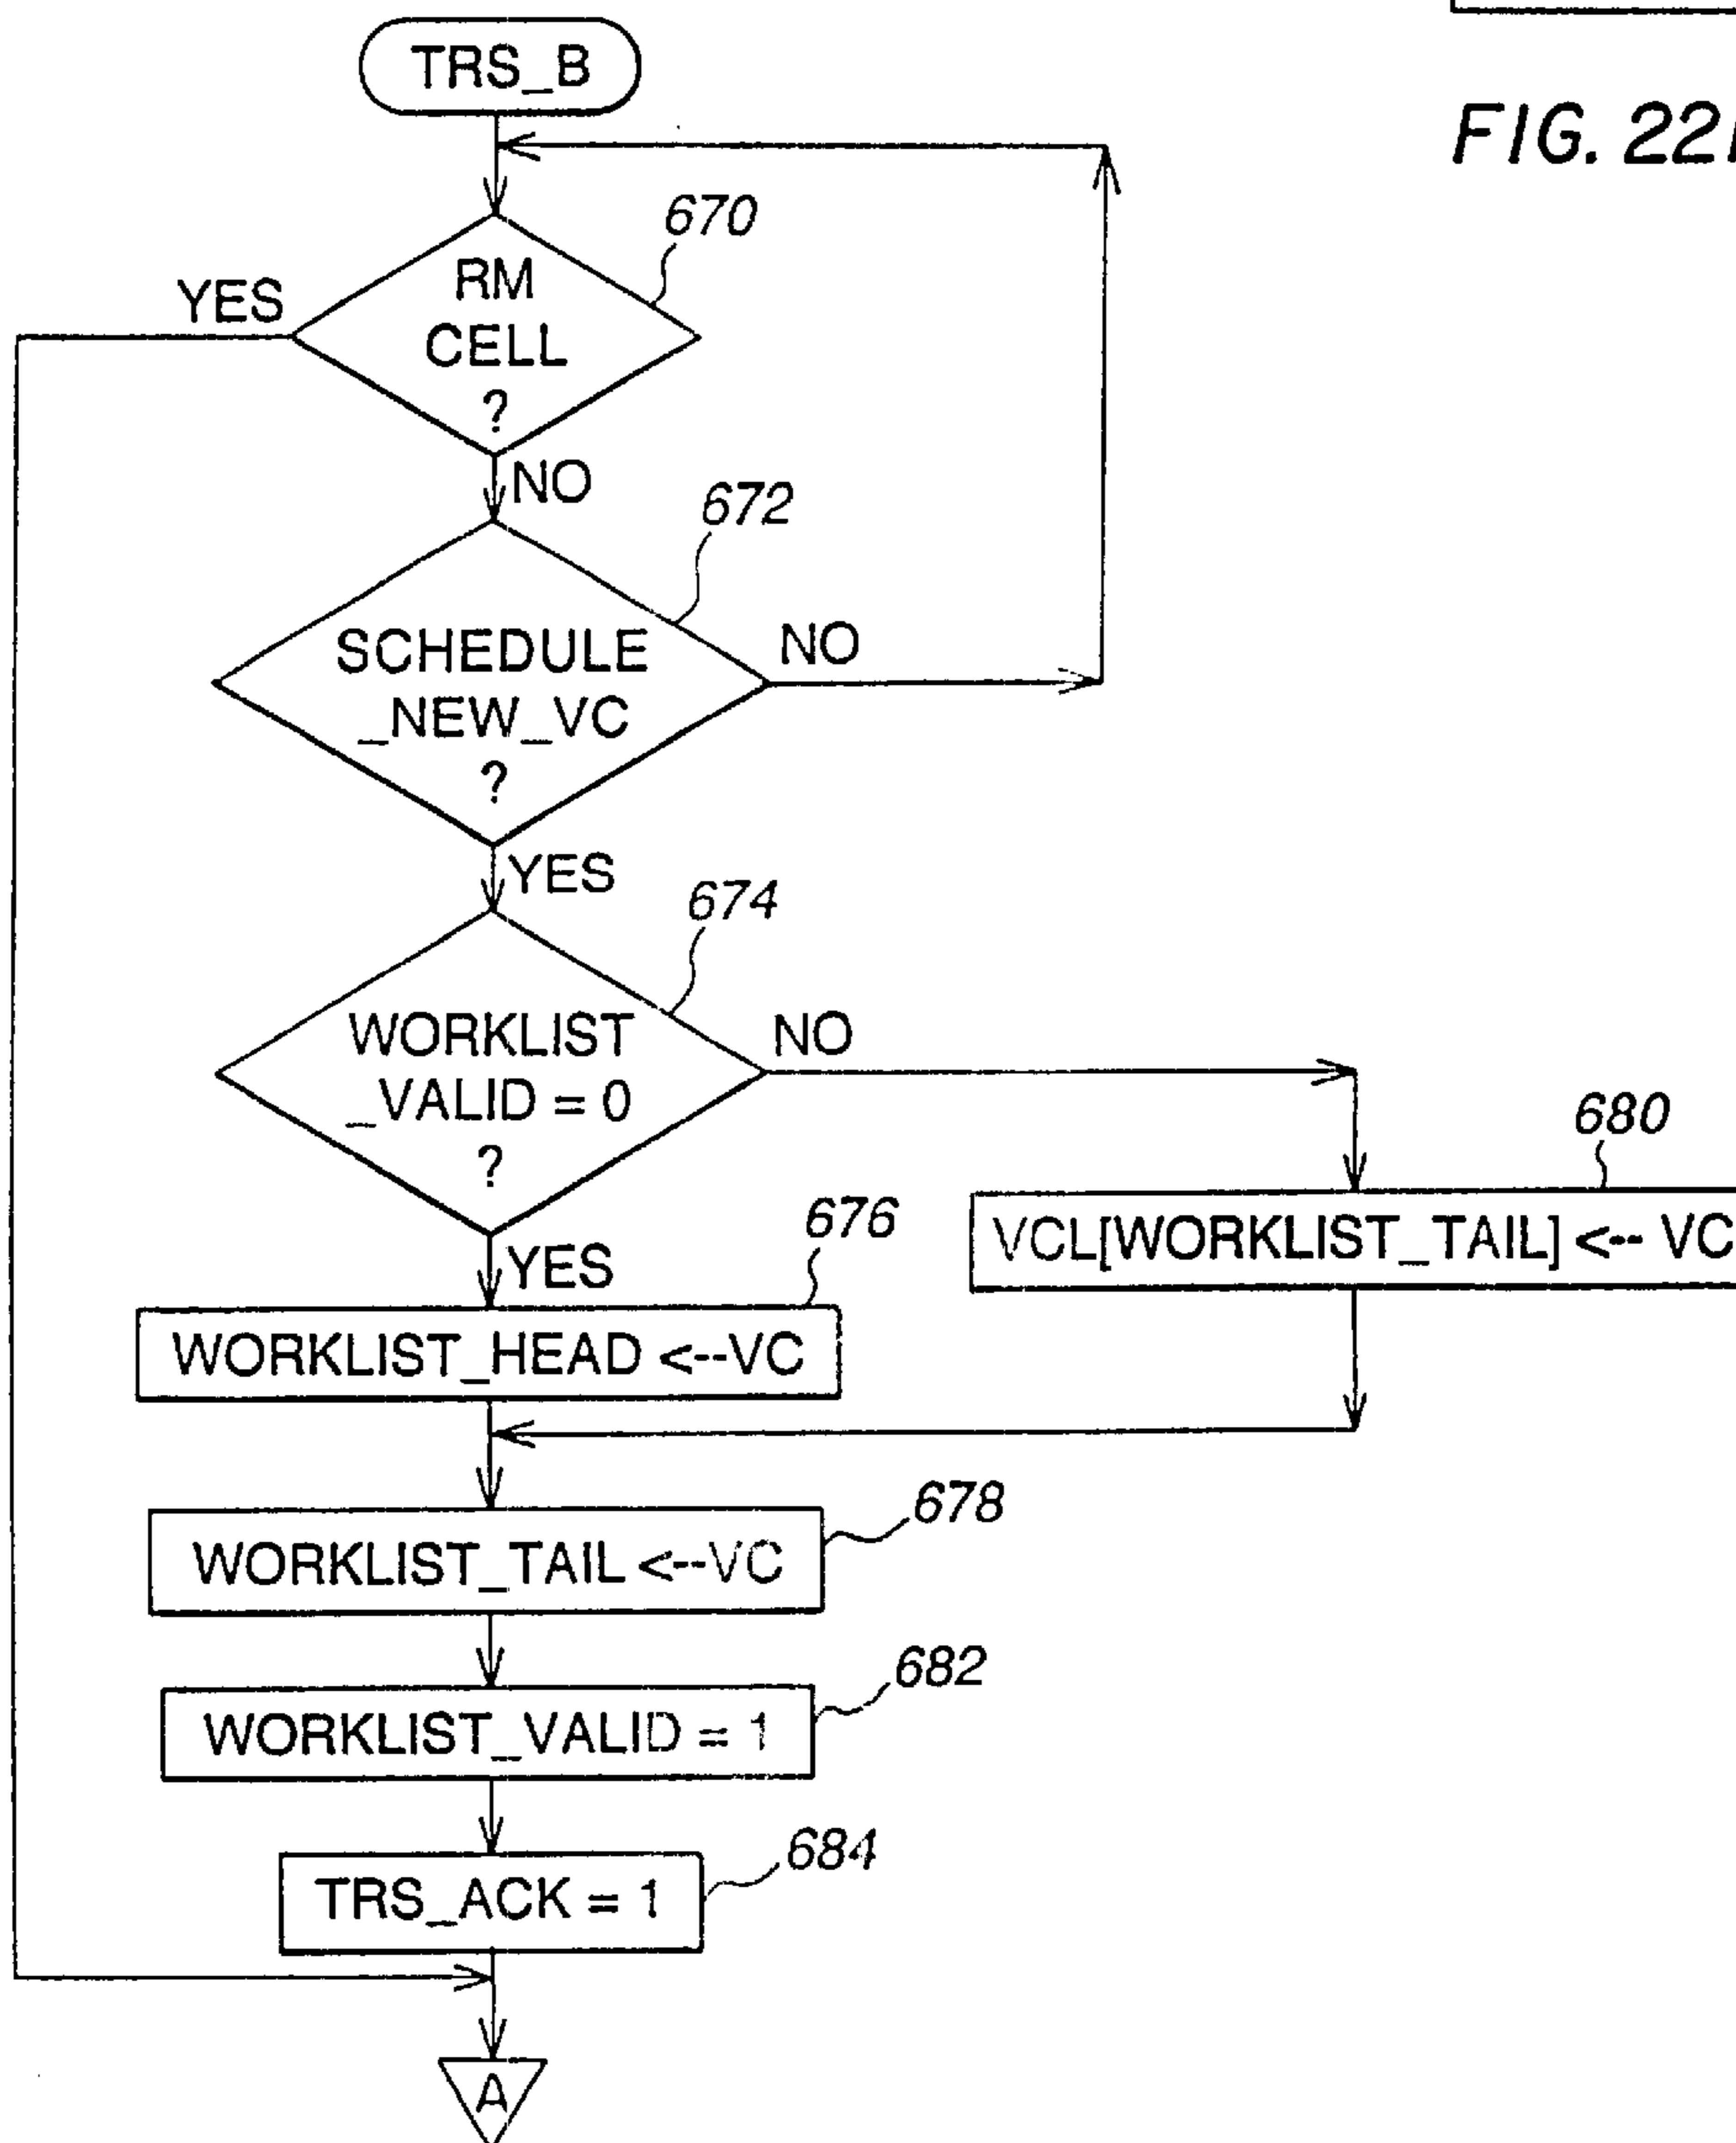 TRS_B
FIG. 22
670
RM
CELL
?
YES
NO
672
SCHEDULE
_NEW_VC
?
NO
YES
674
WORKLIST
_VALID = 0
?
NO
YES
680
VCL[WORKLIST_TAIL] <-- VC
676
WORKLIST_HEAD <--VC
678
WORKLIST_TAIL <--VC
682
WORKLIST_VALID = 1
684
TRS_ACK = 1
A